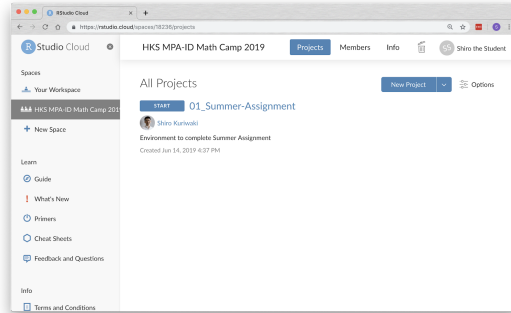 RStudio Cloud
https://rstudio.cloud/spaces/18236/projects
R Studio Cloud
HKS MPA-ID Math Camp 2019
Projects
Members
Info
SS
Shiro the Student
Spaces
Your Workspace
HKS MPA-ID Math Camp 201
New Space
Learn
Guide
What's New
Primers
Cheat Sheets
Feedback and Questions
Info
Terms and Conditions
All Projects
New Project
Options
START
01_Summer-Assignment
Shiro Kuriwaki
Environment to complete Summer Assignment
Created Jun 14, 2019 4:37 PM